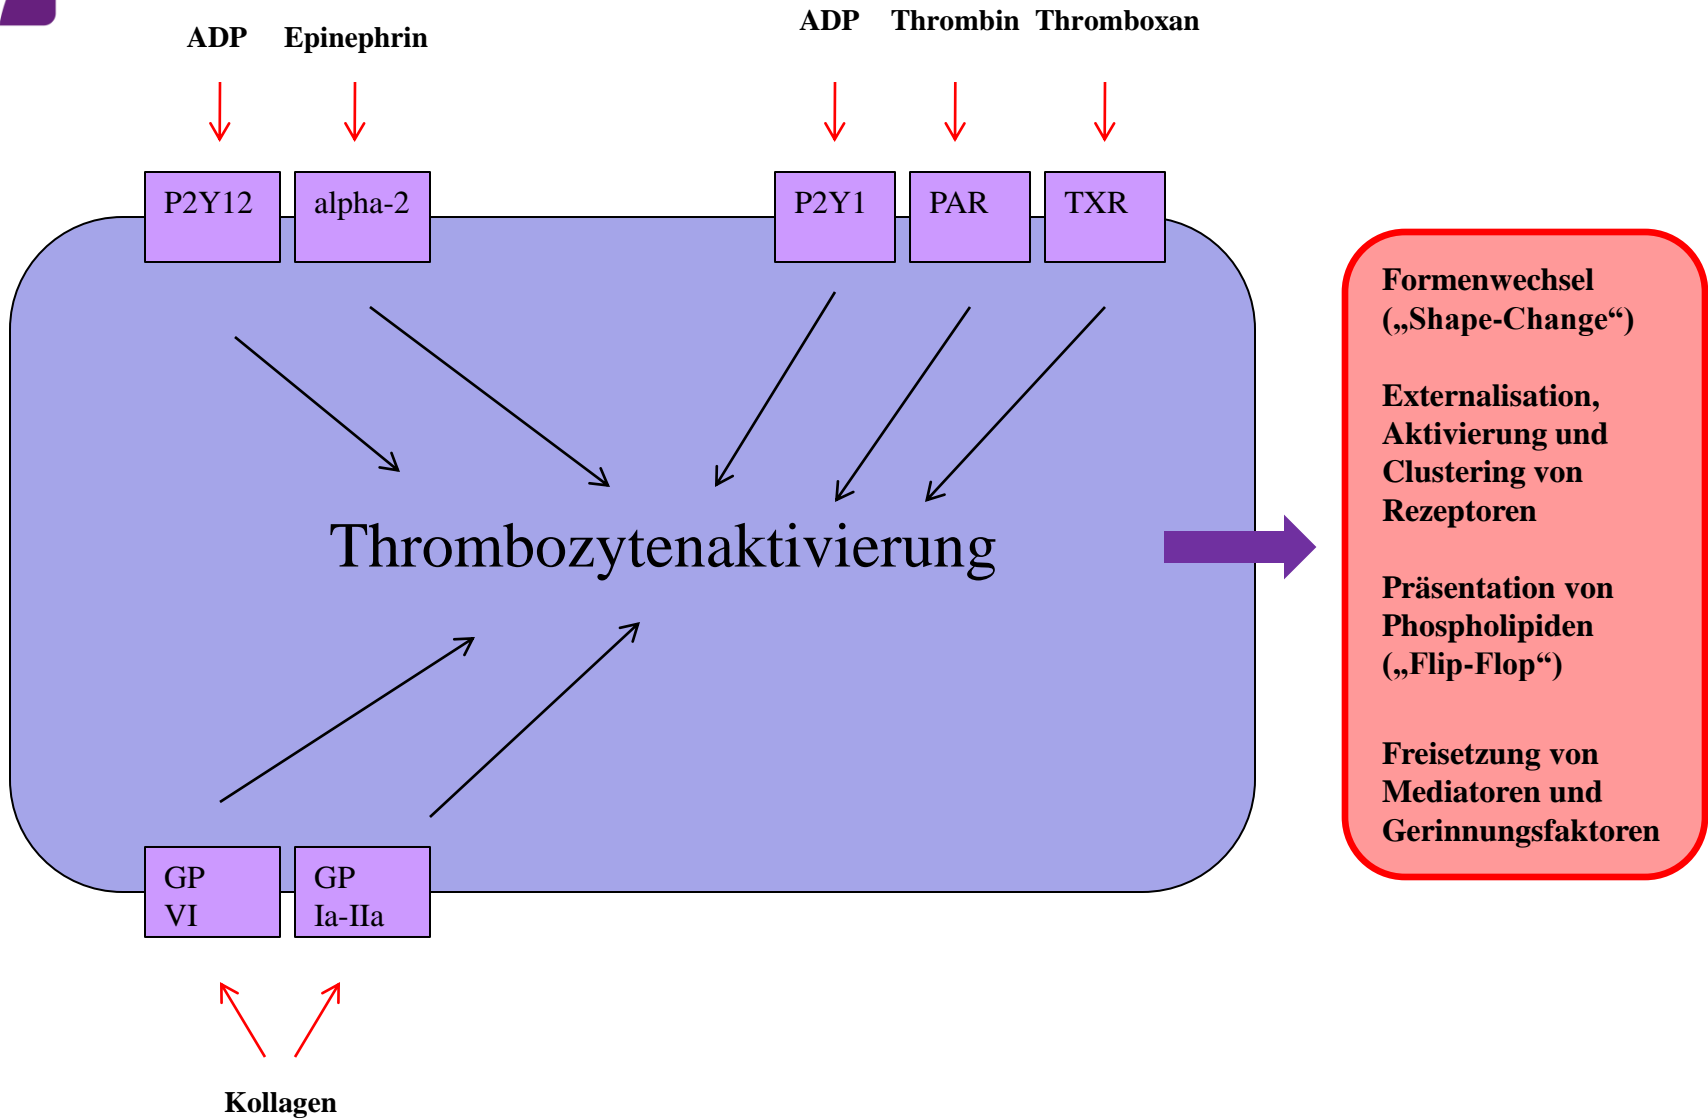 ADP Epinephrin
ADP Thrombin Thromboxan
P2Y12
alpha-2
P2Y1
PAR
TXR
Formenwechsel
(„Shape-Change“)
Externalisation,
Aktivierung und
Clustering von
Rezeptoren
Präsentation von
Phospholipiden
(„Flip-Flop“)
Freisetzung von
Mediatoren und
Gerinnungsfaktoren
Thrombozytenaktivierung
GP
VI
GP
Ia-IIa
Kollagen